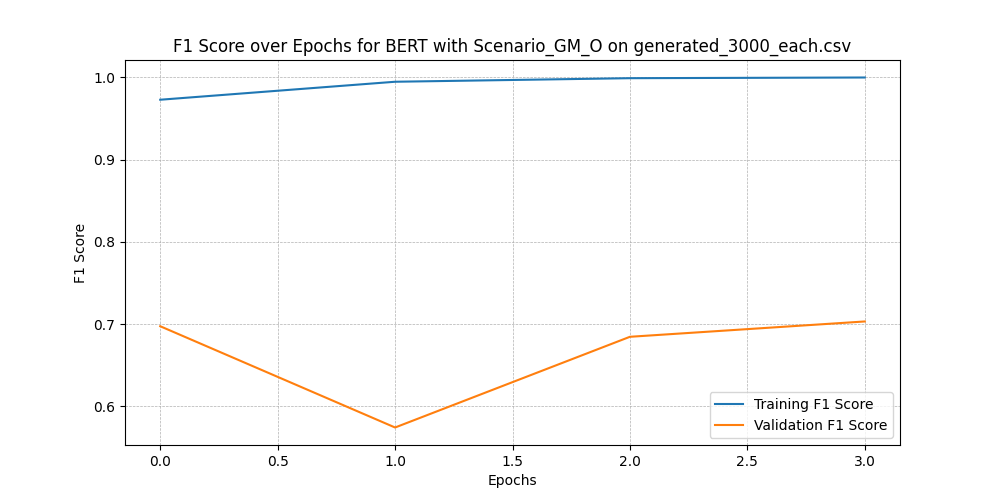 F1 Score over Epochs for BERT with Scenario_GM_O on generated_3000_each.csv
1.0
0.9
0.8
0.7
0.6
F1 Score
0.0
0.5
1.0
1.5
2.0
2.5
3.0
Epochs
Training F1 Score
Validation F1 Score